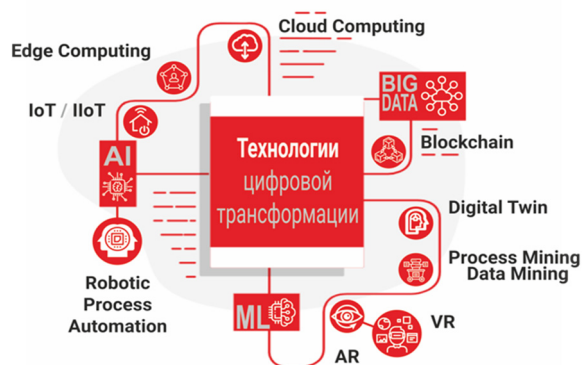 Cloud Computing
Edge Computing
IoT / IIoT
AI
Robotic
Process
Automation
Технологии
цифровой
трансформации
BIG
DATA
Blockchain
Digital Twin
Process Mining
Data Mining
ML
VR
AR